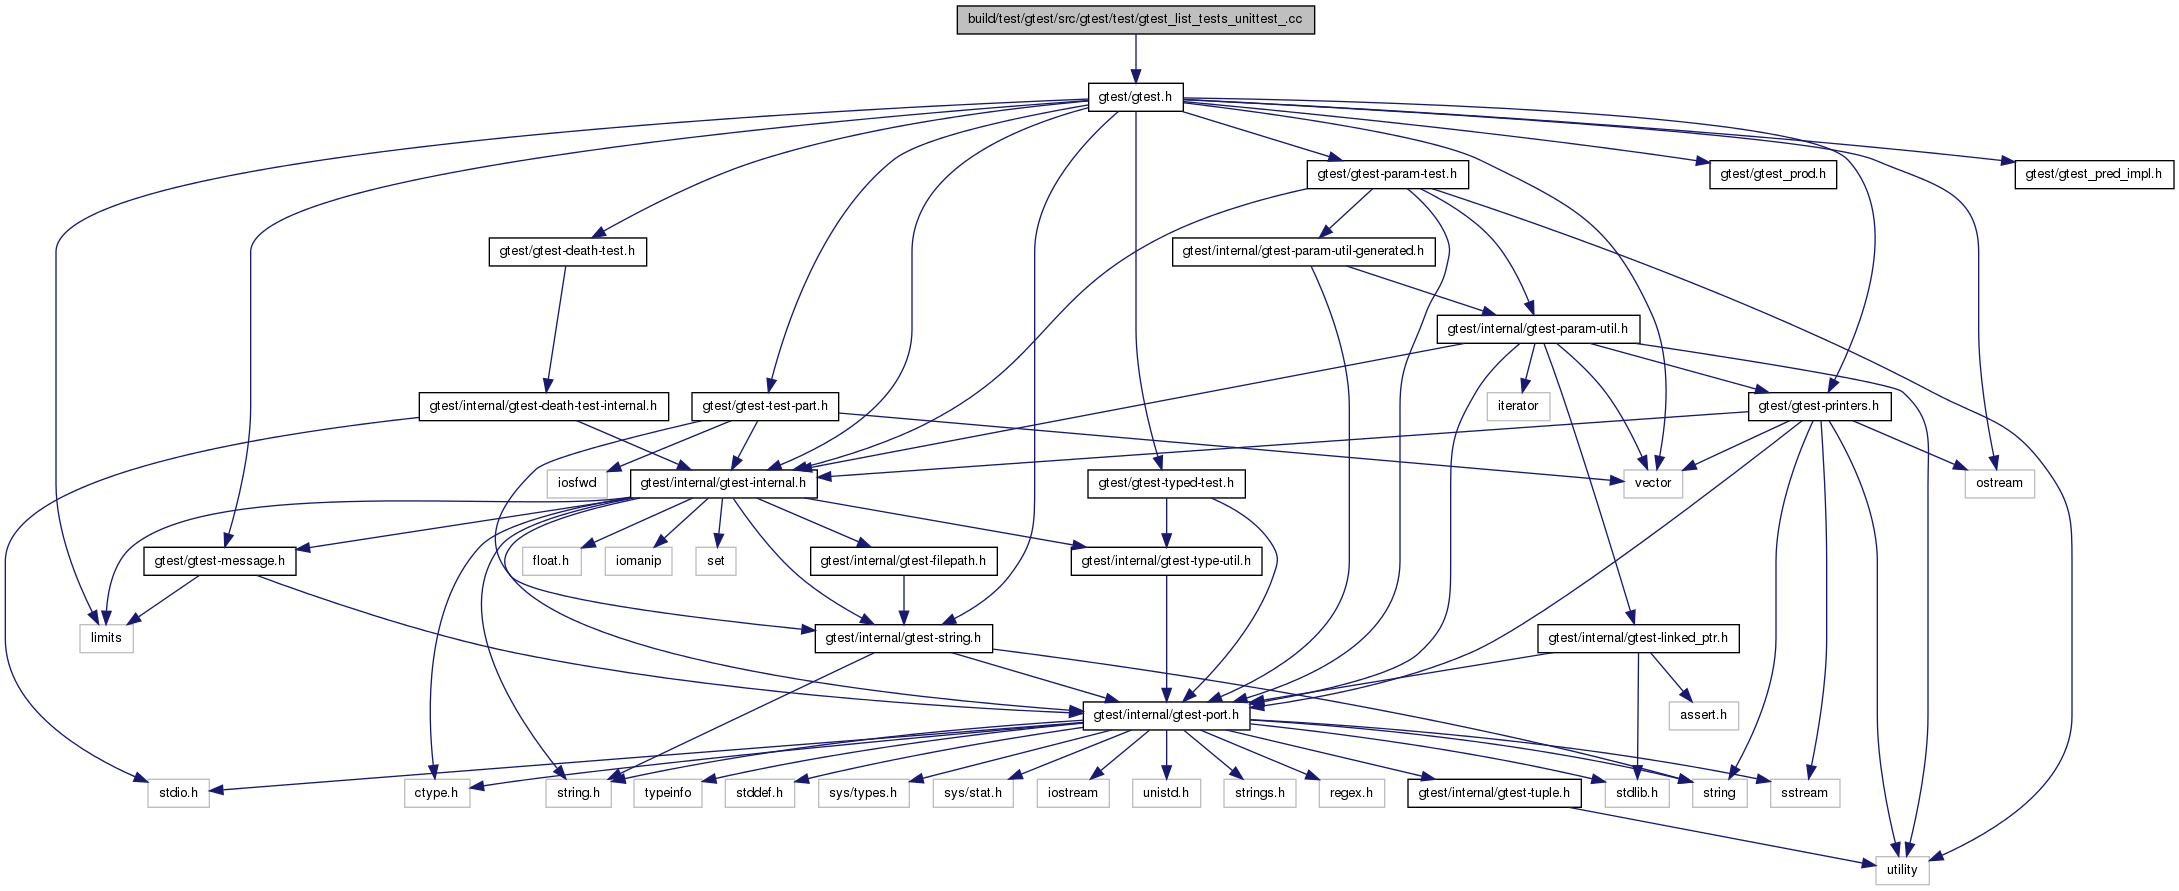 build/test/gtest/src/gtest/test/gtest_list_tests_unittest_.cc
gtest/gtest.h
gtest/gtest-param-test.h
gtest/gtest_prod.h
gtest/gtest_pred_impl.h
gtest/gtest-death-test.h
gtest/internal/gtest-param-util-generated.h
gtest/internal/gtest-param-util.h
gtest/internal/gtest-death-test-internal.h
gtest/gtest-test-part.h
iterator
gtest/gtest-printers.h
iosfwd
gtest/internal/gtest-internal.h
gtest/gtest-typed-test.h
vector
ostream
gtest/gtest-message.h
float.h
iomanip
set
gtest/internal/gtest-filepath.h
gtest/internal/gtest-type-util.h
limits
gtest/internal/gtest-string.h
gtest/internal/gtest-linked_ptr.h
gtest/internal/gtest-port.h
assert.h
stdio.h
ctype.h
string.h
typeinfo
stddef.h
sys/types.h
sys/stat.h
iostream
unistd.h
strings.h
regex.h
gtest/internal/gtest-tuple.h
stdlib.h
string
sstream
utility